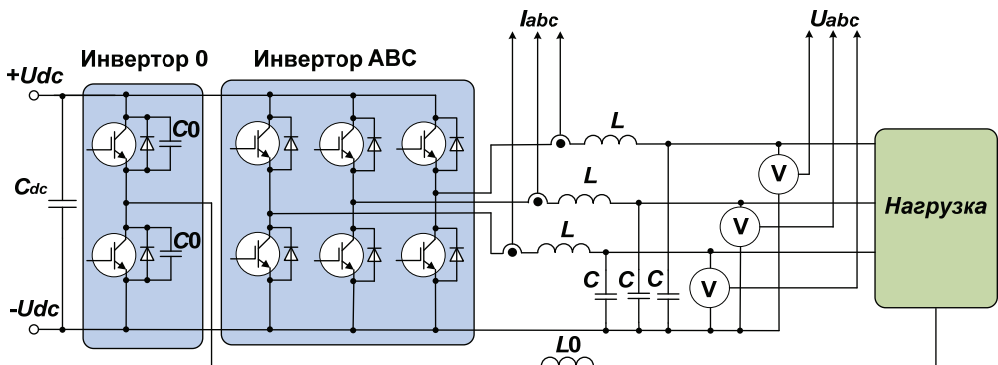 Iabc
Uabc
Инвертор 0
Инвертор ABC
+Udc
C0
L
V
Cdc
L
Нагрузка
V
C0
L
C
C
C
V
-Udc
L0